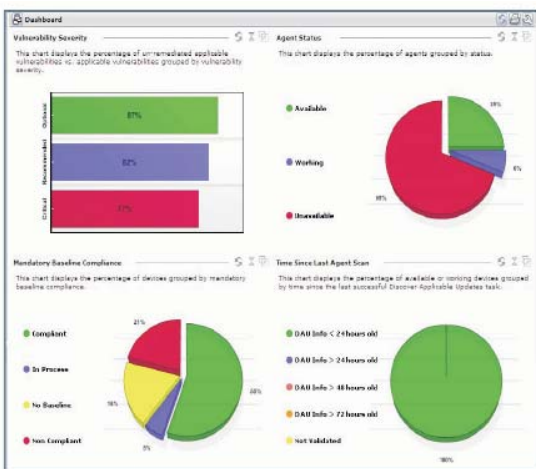 Dashboard
Vulnerability Severity
This chart displays the percentage of un-remediated applicable
vulnerabilities vs. applicable vulnerabilities grouped by vulnerability
severity.
Optional
87%
Recommended
82%
Critical
77%
Agent Status
This chart displays the percentage of agents grouped by status.
Available
Working
Unavailable
6%
Mandatory Baseline Compliance
This chart displays the percentage of devices grouped by mandatory
baseline compliance.
Compliant
In Process
No Baseline
Non Compliant
21%
5%
Time Since Last Agent Scan
This chart displays the percentage of available or working devices grouped
by time since the last successful Discover Applicable Updates task.
DAU Info < 24 hours old
DAU Info > 24 hours old
DAU Info > 48 hours old
DAU Info > 72 hours old
Not Validated
100%